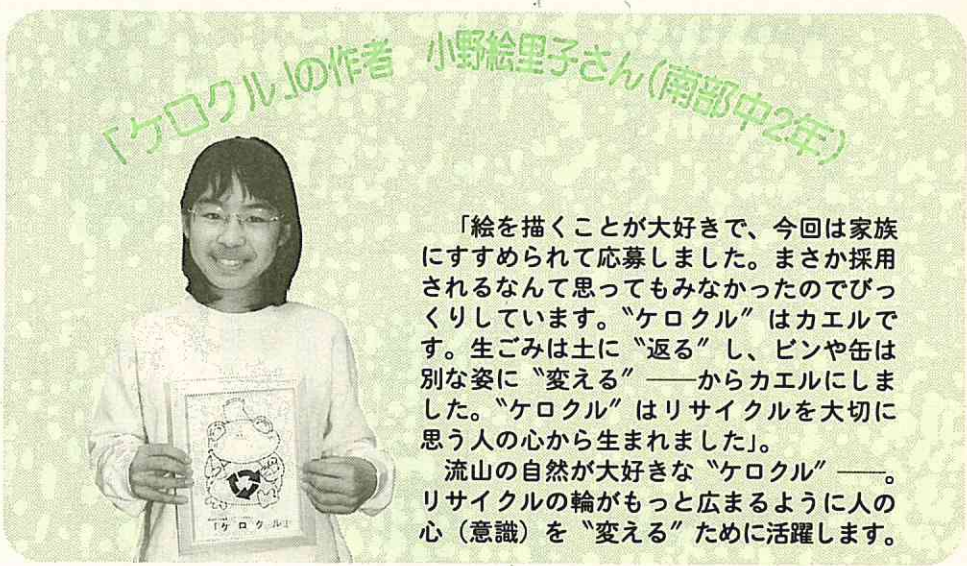 「ケロクル」の作者　小野絵里子さん(南部中2年)
「絵を描くことが大好きで、今回は家族
にすすめられて応募しました。まさか採用
されるなんて思ってもみなかったのでびっ
くりしています。〝ケロクル〞はカエルで
す。生ごみは土に〝返る〞し、ビンや缶は
別な姿に〝変える〞――からカエルにしま
した。〝ケロクル〞はリサイクルを大切に
思う人の心から生まれました」。
流山の自然が大好きな〝ケロクル〞――。
リサイクルの輪がもっと広まるように人の
心（意識）を〝変える〞ために活躍します。
「ケロクル」